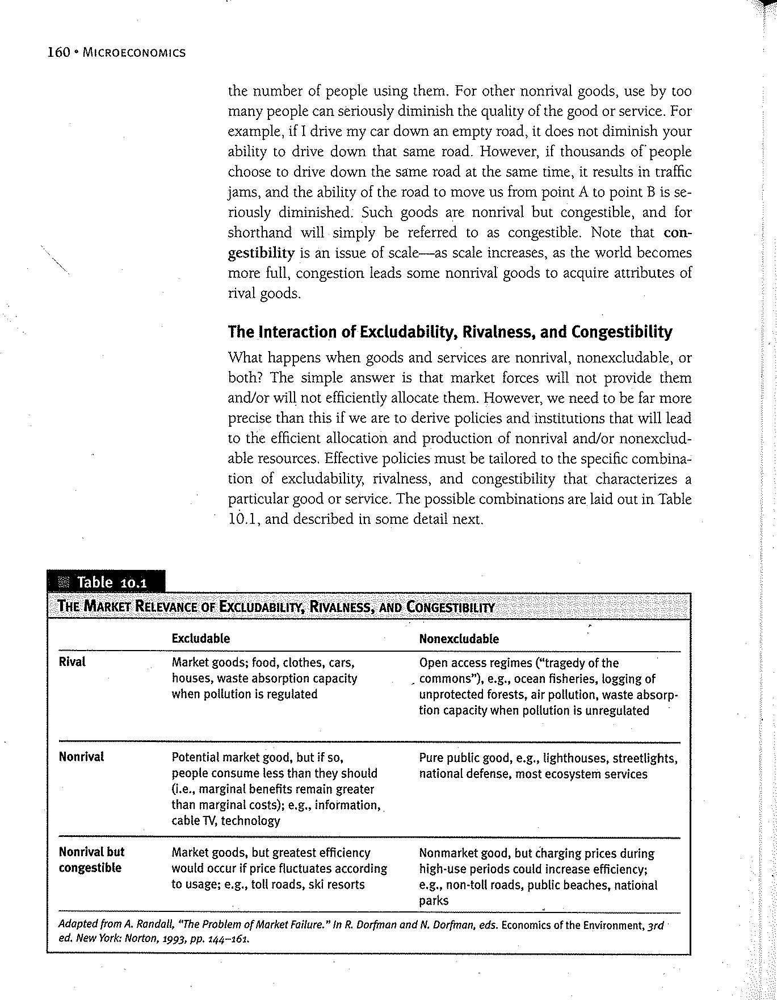 160 • MICROECONOMICS
the number of people using them. For other nonrival goods, use by too
many people can seriously diminish the quality of the good or service. For
example, if I drive my car down an empty road, it does not diminish your
ability to drive down that same road. However, if thousands of people
choose to drive down the same road at the same time, it results in traffic
jams, and the ability of the road to move us from point A to point B is se-
riously diminished. Such goods are nonrival but congestible, and for
shorthand will simply be referred to as congestible. Note that con-
gestibility is an issue of scale—as scale increases, as the world becomes
more full, congestion leads some nonrival goods to acquire attributes of
rival goods.
The Interaction of Excludability, Rivalness, and Congestibility
What happens when goods and services are nonrival, nonexcludable, or
both? The simple answer is that market forces will not provide them
and/or will not efficiently allocate them. However, we need to be far more
precise than this if we are to derive policies and institutions that will lead
to the efficient allocation and production of nonrival and/or nonexclud-
able resources. Effective policies must be tailored to the specific combina-
tion of excludability, rivalness, and congestibility that characterizes a
particular good or service. The possible combinations are laid out in Table
10.1, and described in some detail next.
Table 10.1
THE MARKET RELEVANCE OF EXCLUDABILITY, RIVALNESS, AND CONGESTIBILITY
Excludable Nonexcludable
Rival Market goods; food, clothes, cars, Open access regimes ("tragedy of the
houses, waste absorption capacity commons"), e.g., ocean fisheries, logging of
when pollution is regulated unprotected forests, air pollution, waste absorp-
tion capacity when pollution is unregulated
Nonrival Potential market good, but if so, Pure public good, e.g., lighthouses, streetlights,
people consume less than they should national defense, most ecosystem services
(i.e., marginal benefits remain greater
than marginal costs); e.g., information,
cable TV, technology
Nonrival but Market goods, but greatest efficiency Nonmarket good, but charging prices during
congestible would occur if price fluctuates according high-use periods could increase efficiency;
to usage; e.g., toll roads, ski resorts e.g., non-toll roads, public beaches, national
parks
Adapted from A. Randall, "The Problem of Market Failure." In R. Dorfman and N. Dorfman, eds. Economics of the Environment, 3rd
ed. New York: Norton, 1993, pp. 144–161.